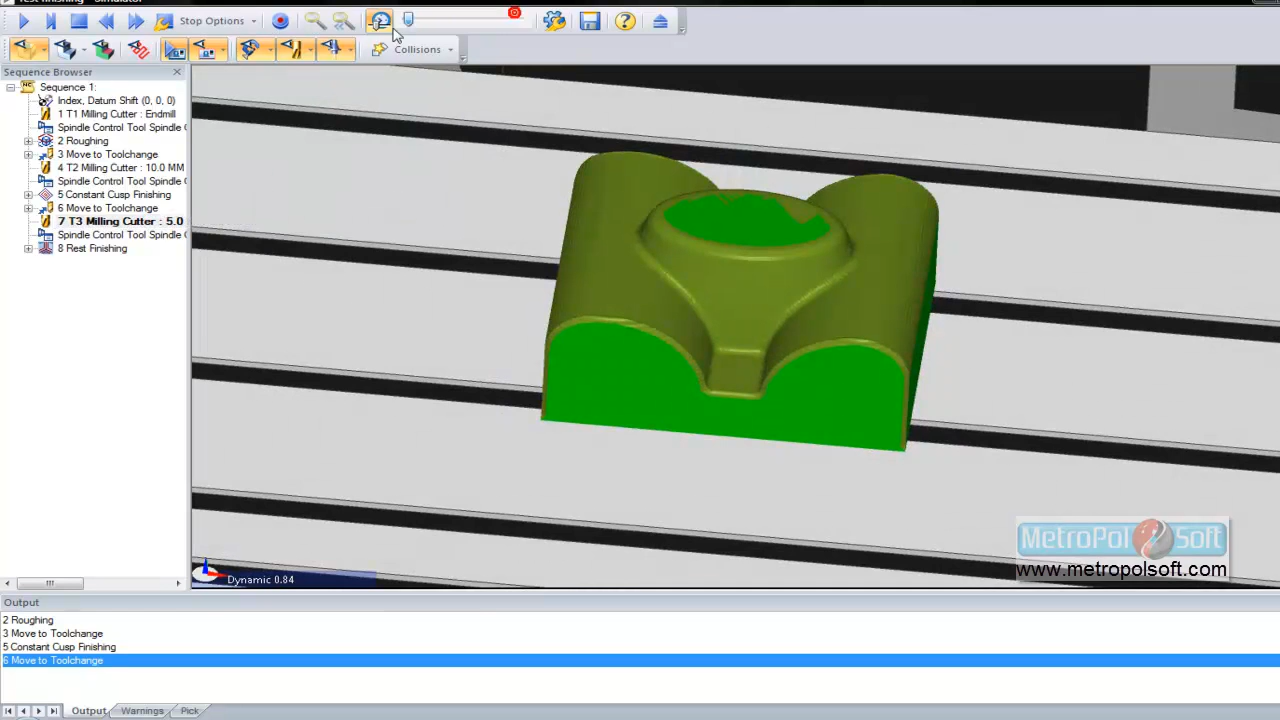 Test finishing - Simulator
Stop Options
Collisions
Sequence Browser
Sequence 1:
Index, Datum Shift (0, 0, 0)
1 T1 Milling Cutter : Endmill
Spindle Control Tool Spindle
2 Roughing
3 Move to Toolchange
4 T2 Milling Cutter : 10.0 MM
Spindle Control Tool Spindle
5 Constant Cusp Finishing
6 Move to Toolchange
7 T3 Milling Cutter : 5.0
Spindle Control Tool Spindle
8 Rest Finishing
MetroPol Soft
www.metropolsoft.com
Dynamic 0.84
Output
2 Roughing
3 Move to Toolchange
5 Constant Cusp Finishing
6 Move to Toolchange
Output Warnings Pick